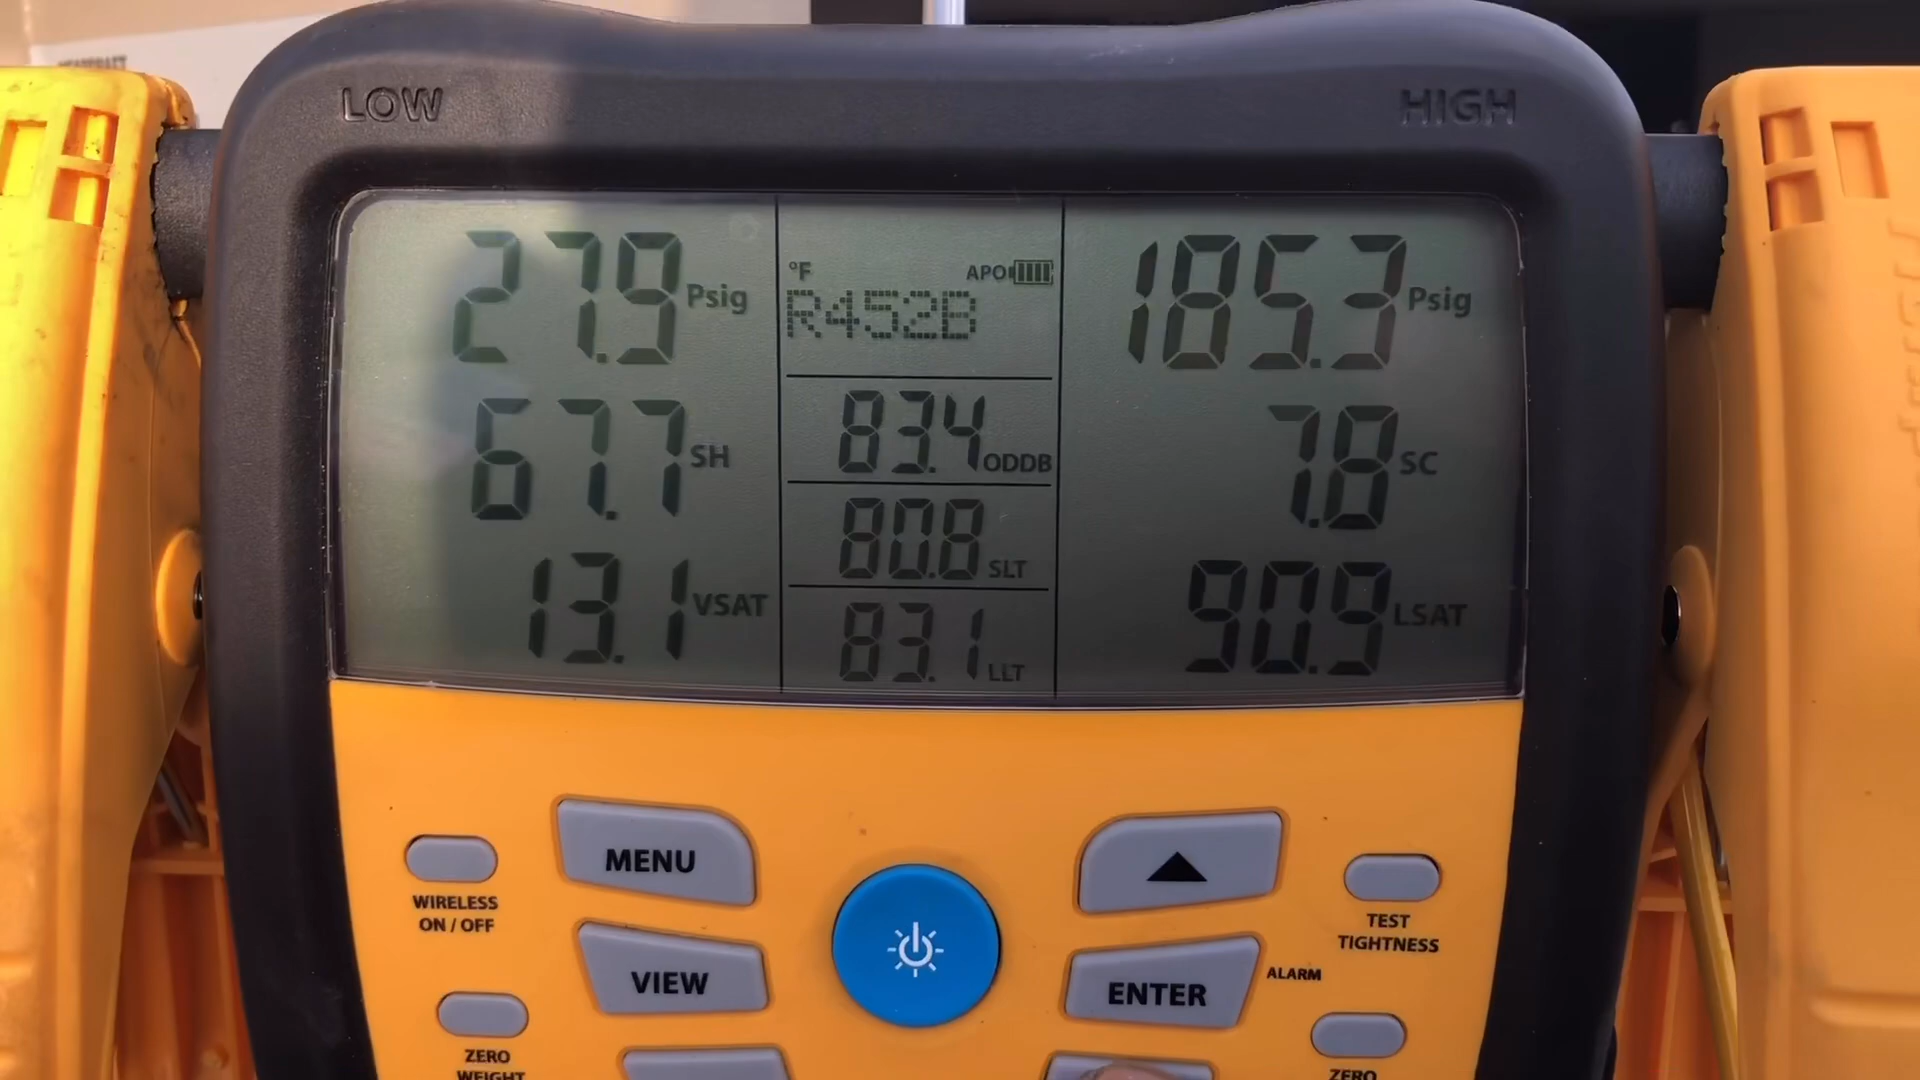 LOW
HIGH
27.9 Psig
67.7 SH
13.1 VSAT
°F APO
R452B
83.4 ODDB
80.8 SLT
83.1 LLT
185.3 Psig
7.8 SC
90.9 LSAT
MENU
WIRELESS
ON / OFF
VIEW
ZERO
WEIGHT
▲
TEST
TIGHTNESS
ENTER
ALARM
ZERO